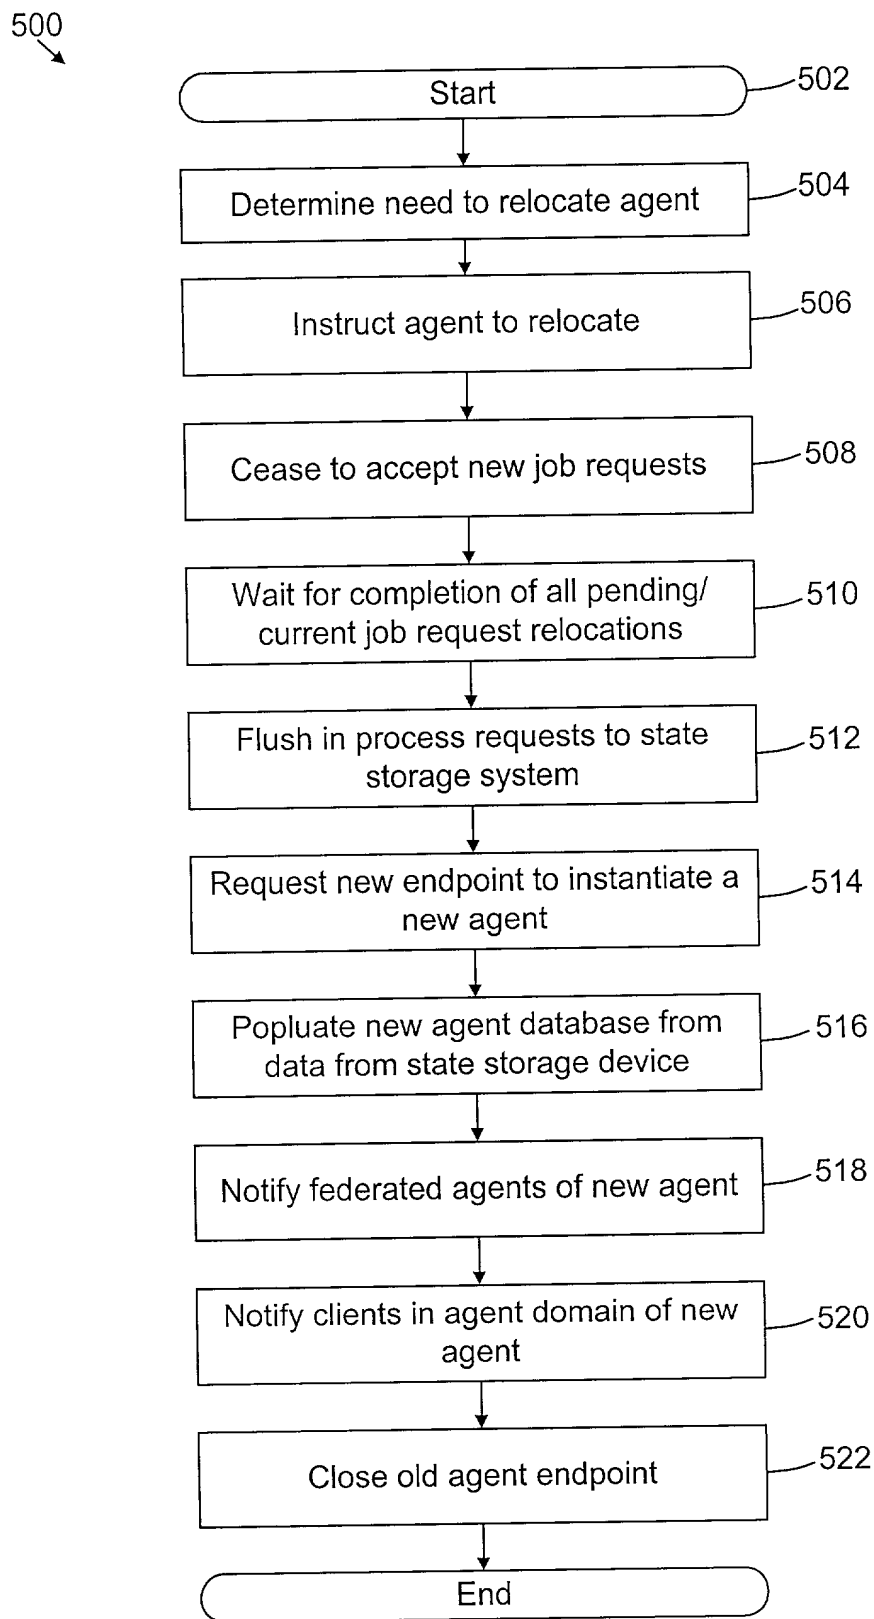 500
Start
502
Determine need to relocate agent
504
Instruct agent to relocate
506
Cease to accept new job requests
508
Wait for completion of all pending/
current job request relocations
510
Flush in process requests to state
storage system
512
Request new endpoint to instantiate a
new agent
514
Popluate new agent database from
data from state storage device
516
Notify federated agents of new agent
518
Notify clients in agent domain of new
agent
520
Close old agent endpoint
522
End